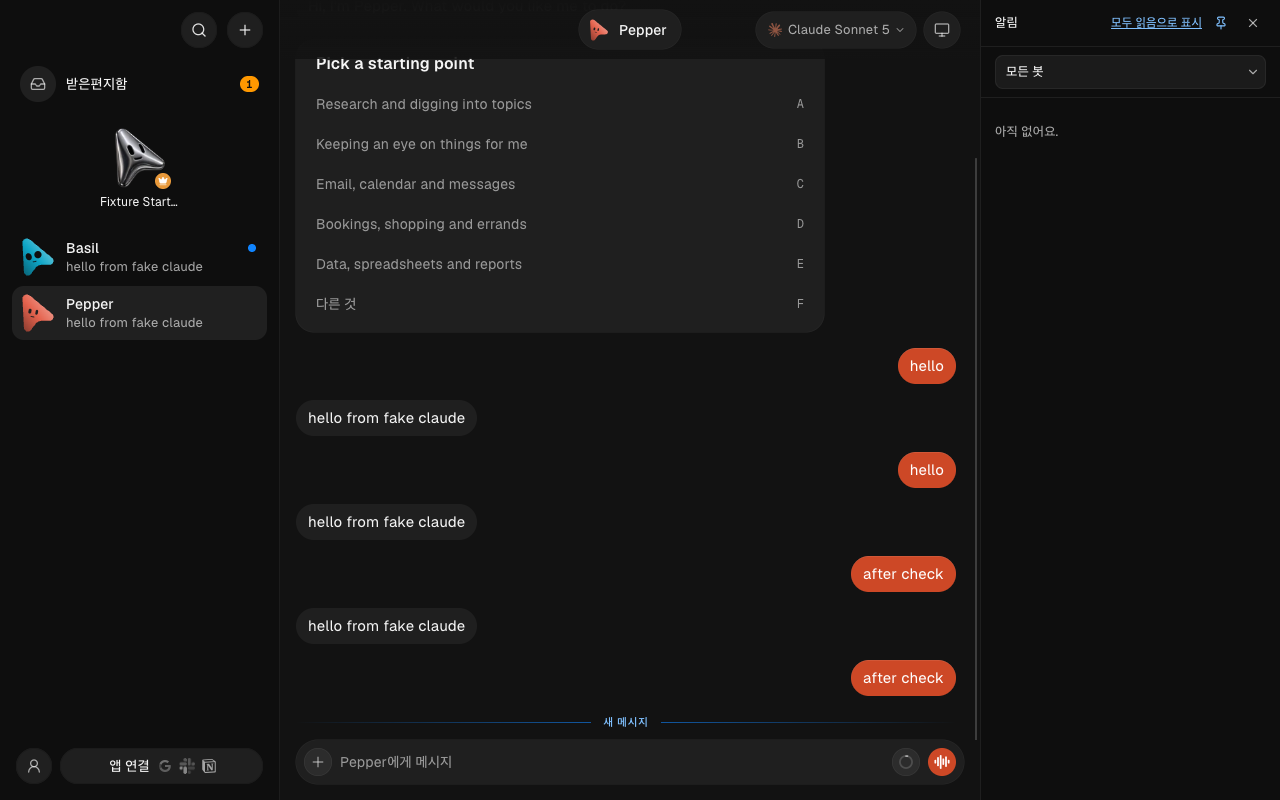 받은편지함
1
Fixture Start…
Basil
hello from fake claude
Pepper
hello from fake claude
앱 연결
Pepper
Claude Sonnet 5
Pick a starting point
Research and digging into topics A
Keeping an eye on things for me B
Email, calendar and messages C
Bookings, shopping and errands D
Data, spreadsheets and reports E
다른 것 F
hello
hello from fake claude
hello
hello from fake claude
after check
hello from fake claude
after check
새 메시지
Pepper에게 메시지
알림
모두 읽음으로 표시
모든 봇
아직 없어요.